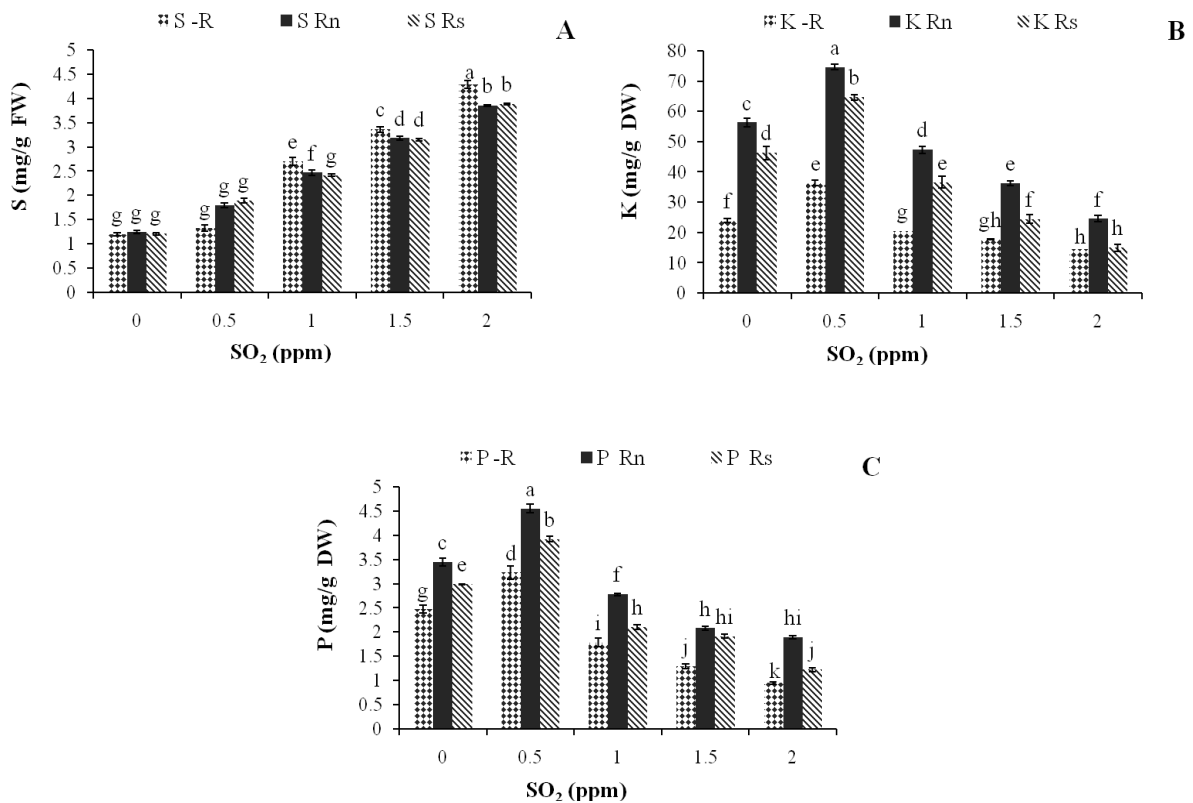 S -R S Rn S Rs
A
S (mg/g FW)
5
4.5
4
3.5
3
2.5
2
1.5
1
0.5
0
g g g
g g g
e f g
c d d
a b b
0 0.5 1 1.5 2
SO₂ (ppm)
K -R K Rn K Rs
B
K (mg/g DW)
80
70
60
50
40
30
20
10
0
f c d
e a b
g d e
gh e f
h f h
0 0.5 1 1.5 2
SO₂ (ppm)
P -R P Rn P Rs
C
P (mg/g DW)
5
4.5
4
3.5
3
2.5
2
1.5
1
0.5
0
g c e
d a b
i f h
j h hi
k hi j
0 0.5 1 1.5 2
SO₂ (ppm)